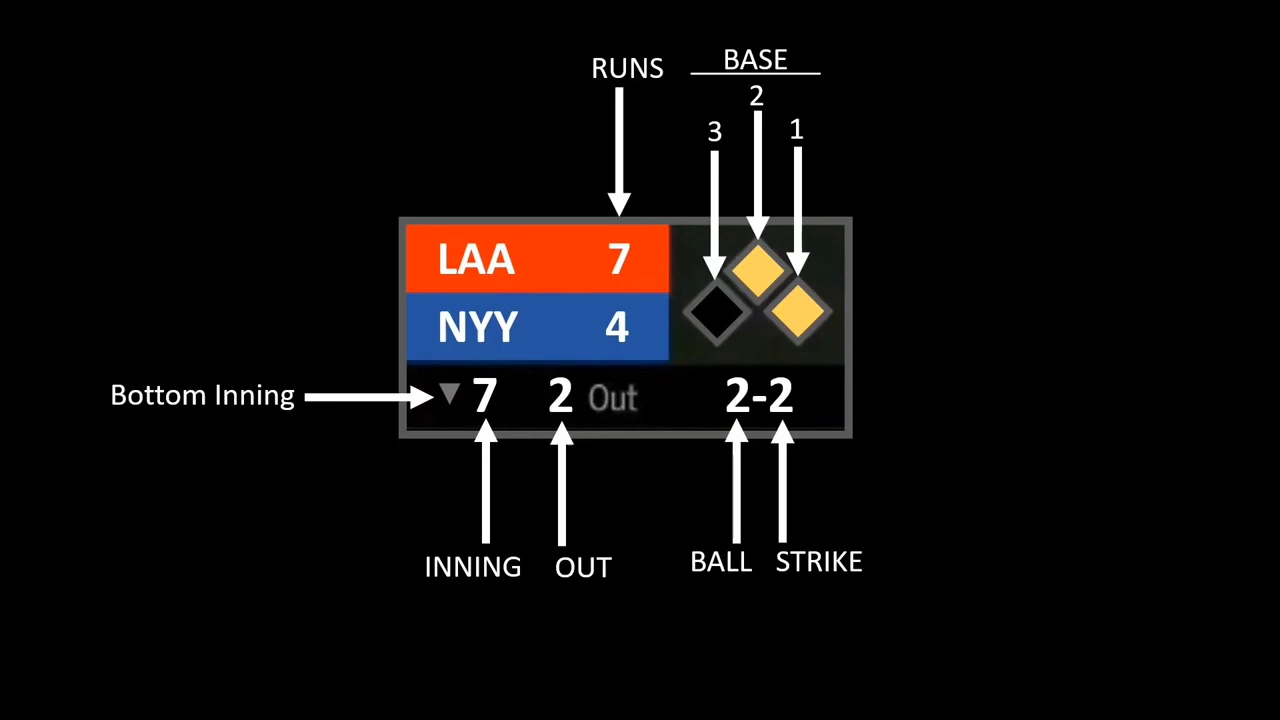 RUNS
BASE
2
3
1
LAA 7
NYY 4
Bottom Inning
7 2 Out 2-2
INNING OUT BALL STRIKE